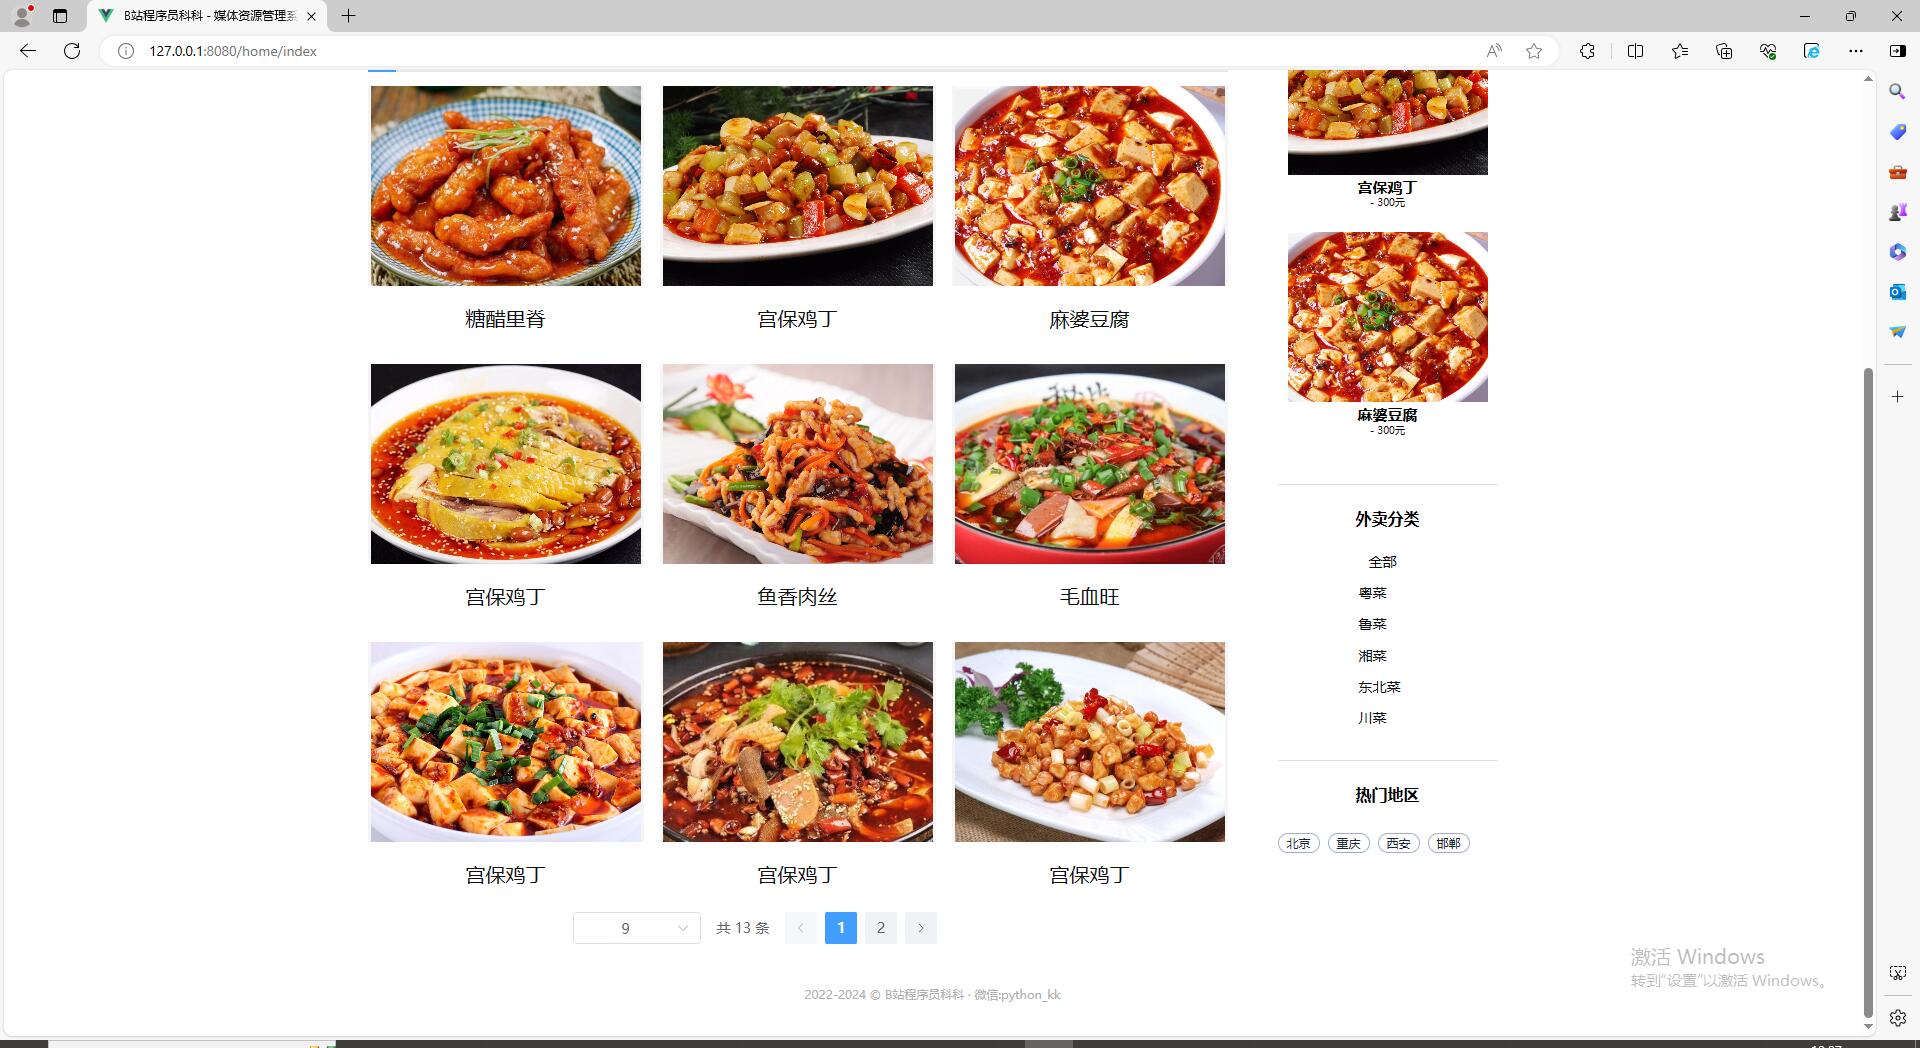 B站程序员科科 - 媒体资源管理系
127.0.0.1:8080/home/index
糖醋里脊
宫保鸡丁
麻婆豆腐
宫保鸡丁
鱼香肉丝
毛血旺
宫保鸡丁
宫保鸡丁
宫保鸡丁
9
共 13 条
1
2
宫保鸡丁
- 300元
麻婆豆腐
- 300元
外卖分类
全部
粤菜
鲁菜
湘菜
东北菜
川菜
热门地区
北京 重庆 西安 邯郸
激活 Windows
转到“设置”以激活 Windows。
2022-2024 © B站程序员科科 · 微信:python_kk